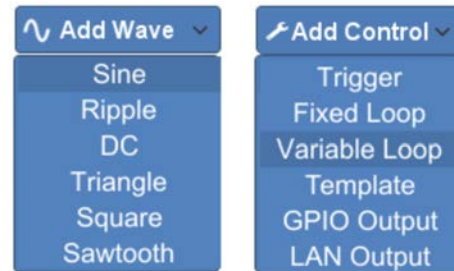 Add Wave
Sine
Ripple
DC
Triangle
Square
Sawtooth
Add Control
Trigger
Fixed Loop
Variable Loop
Template
GPIO Output
LAN Output